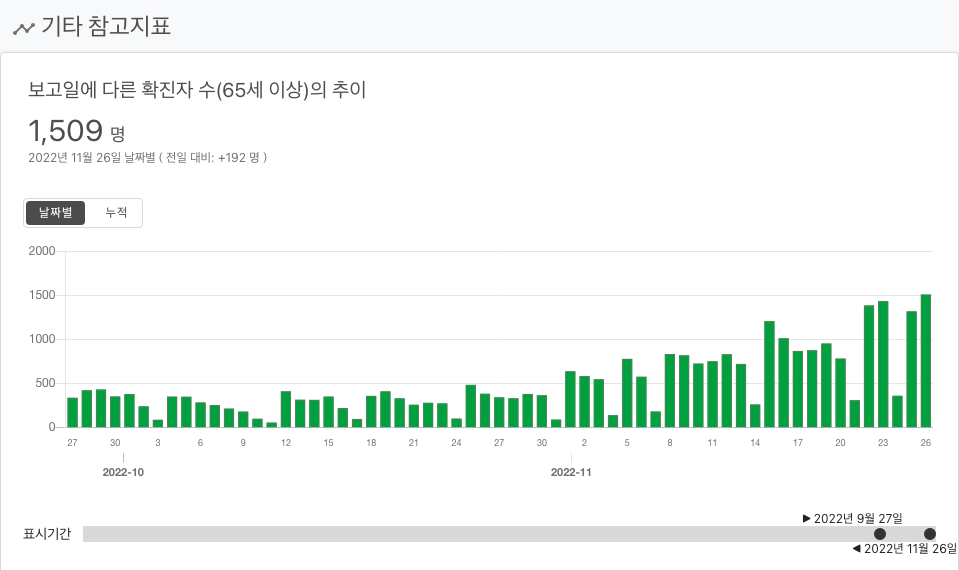 기타 참고지표
보고일에 다른 확진자 수(65세 이상)의 추이
1,509 명
2022년 11월 26일 날짜별 ( 전일 대비: +192 명 )
날짜별 누적
2000
1500
1000
500
0
27 30 3 6 9 12 15 18 21 24 27 30 2 5 8 11 14 17 20 23 26
2022-10 2022-11
▶ 2022년 9월 27일
표시기간
◀ 2022년 11월 26일